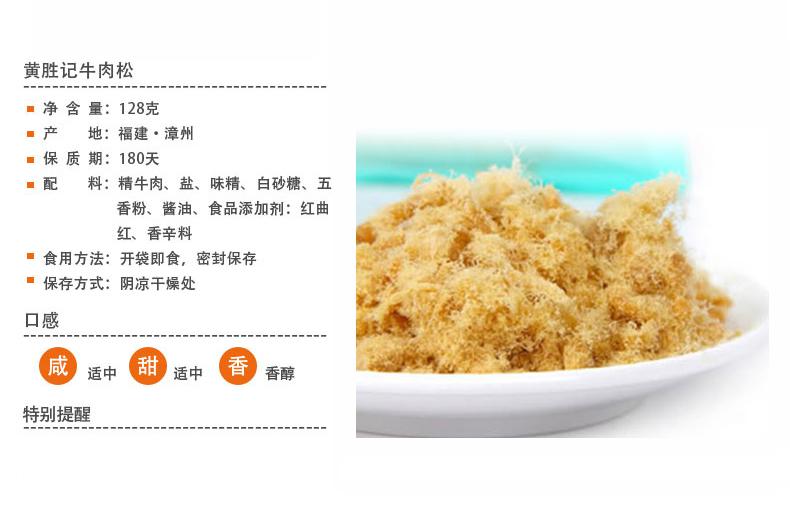 黄胜记牛肉松
净 含 量：128克
产 地：福建·漳州
保 质 期：180天
配 料：精牛肉、盐、味精、白砂糖、五
香粉、酱油、食品添加剂：红曲
红、香辛料
食用方法：开袋即食，密封保存
保存方式：阴凉干燥处
口感
咸 适中 甜 适中 香 香醇
特别提醒